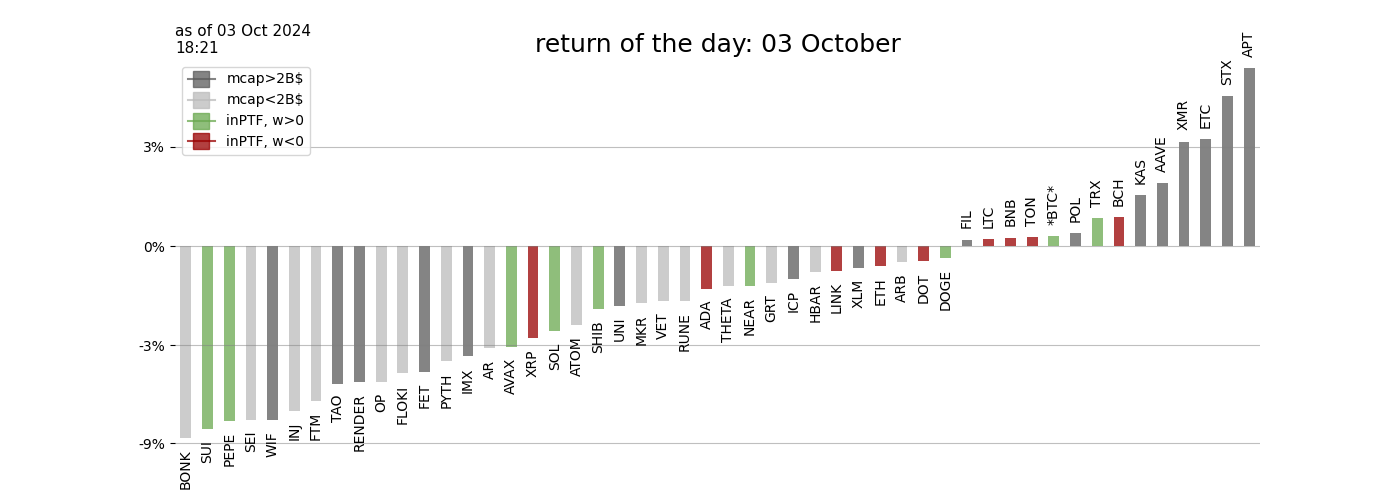 as of 03 Oct 2024
18:21
return of the day: 03 October
mcap>2B$
mcap<2B$
inPTF, w>0
inPTF, w<0
3%
0%
-3%
-9%
BONK
SUI
PEPE
SEI
WIF
INJ
FTM
TAO
RENDER
OP
FLOKI
FET
PYTH
IMX
AR
AVAX
XRP
SOL
ATOM
SHIB
UNI
MKR
VET
RUNE
ADA
THETA
NEAR
GRT
ICP
HBAR
LINK
XLM
ETH
ARB
DOT
DOGE
FIL
LTC
BNB
TON
*BTC*
POL
TRX
BCH
KAS
AAVE
XMR
ETC
STX
APT